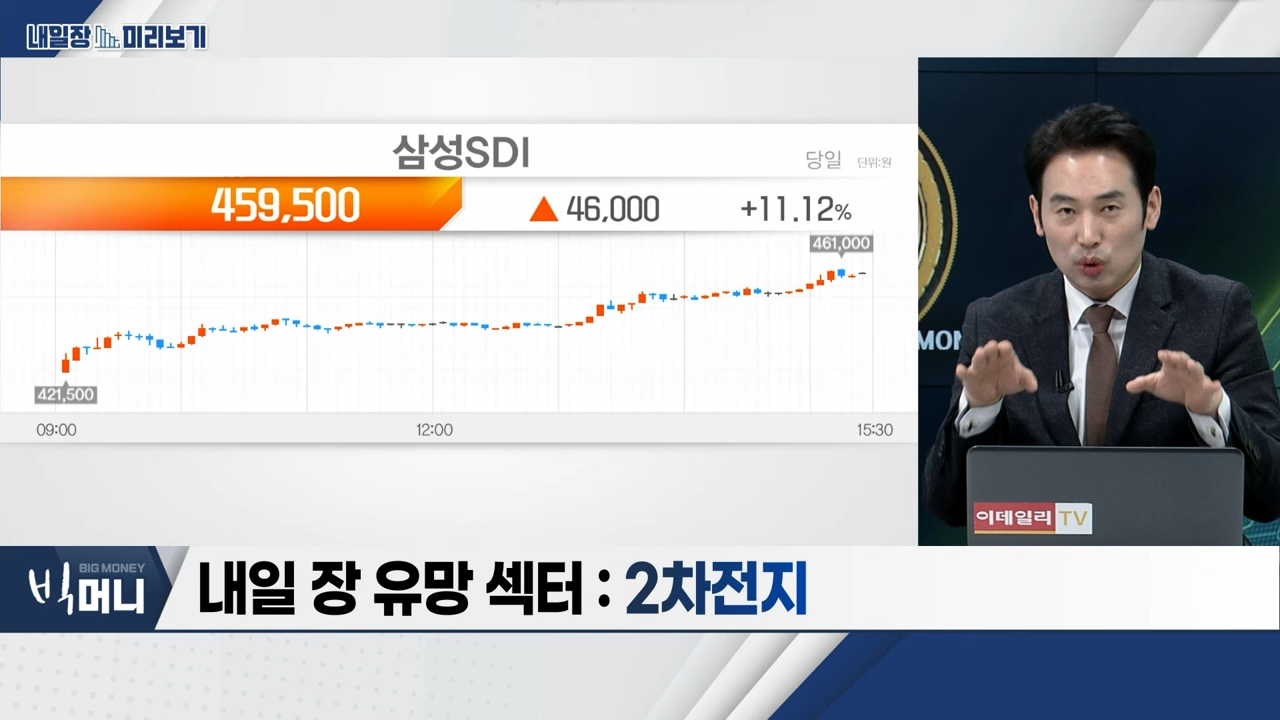 내일장 미리보기
삼성SDI
당일 단위:원
459,500 ▲ 46,000 +11.12%
461,000
421,500
09:00 12:00 15:30
MON
이데일리 TV
BIG MONEY
빅머니
내일 장 유망 섹터 : 2차전지